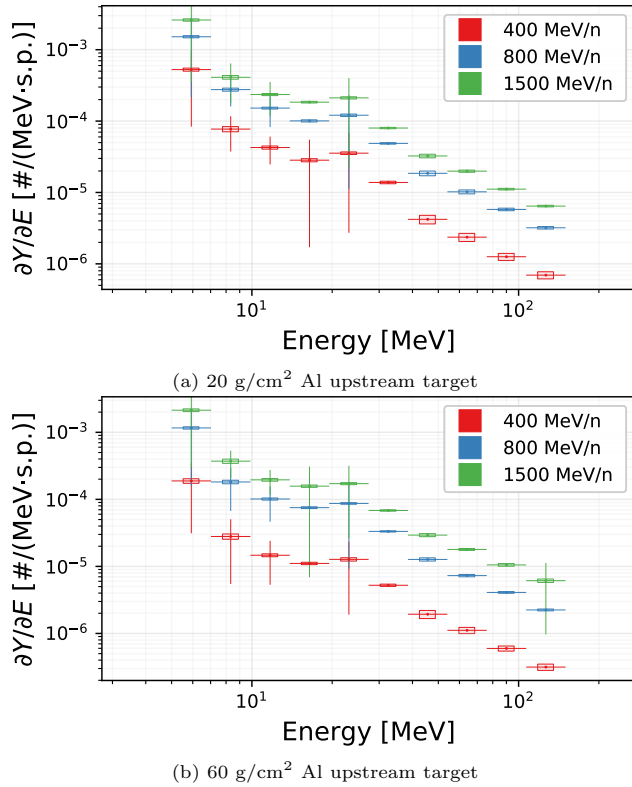 400 MeV/n
800 MeV/n
1500 MeV/n
∂Y/∂E [#/(MeV·s.p.)]
10⁻³
10⁻⁴
10⁻⁵
10⁻⁶
10¹
10²
Energy [MeV]
(a) 20 g/cm² Al upstream target
400 MeV/n
800 MeV/n
1500 MeV/n
∂Y/∂E [#/(MeV·s.p.)]
10⁻³
10⁻⁴
10⁻⁵
10⁻⁶
10¹
10²
Energy [MeV]
(b) 60 g/cm² Al upstream target